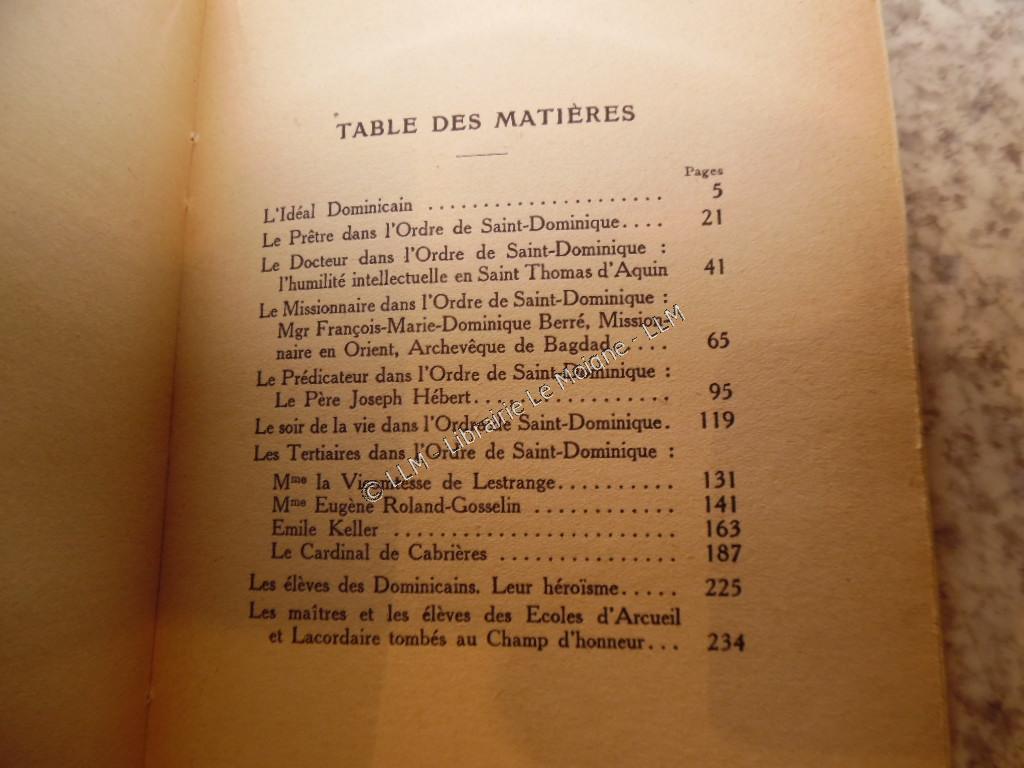 TABLE DES MATIÈRES
Pages
L'Idéal Dominicain ..................... 5
Le Prêtre dans l'Ordre de Saint-Dominique.... 21
Le Docteur dans l'Ordre de Saint-Dominique :
l'humilité intellectuelle en Saint Thomas d'Aquin 41
Le Missionnaire dans l'Ordre de Saint-Dominique :
Mgr François-Marie-Dominique Berré, Mission-
naire en Orient, Archevêque de Bagdad..... 65
Le Prédicateur dans l'Ordre de Saint-Dominique :
Le Père Joseph Hébert.................. 95
Le soir de la vie dans l'Ordre de Saint-Dominique. 119
Les Tertiaires dans l'Ordre de Saint-Dominique :
Mme la Vicomtesse de Lestrange.......... 131
Mme Eugène Roland-Gosselin ............ 141
Emile Keller ........................ 163
Le Cardinal de Cabrières ............... 187
Les élèves des Dominicains. Leur héroïsme..... 225
Les maîtres et les élèves des Ecoles d'Arcueil
et Lacordaire tombés au Champ d'honneur... 234
© LLM - Librairie Le Moigne - LLM